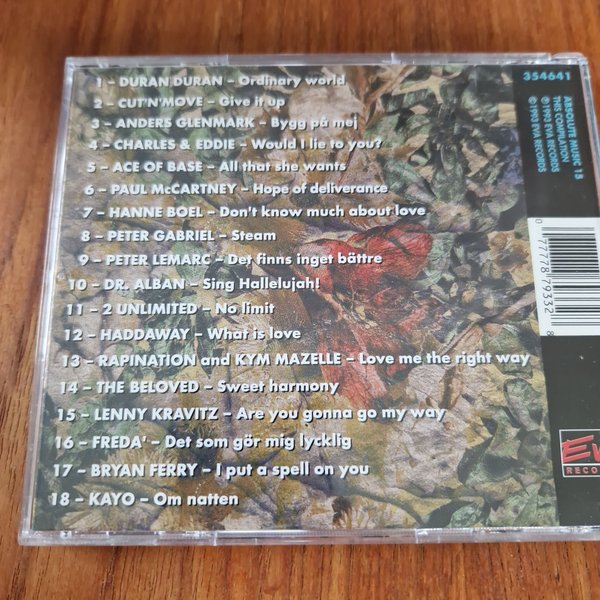 1 – DURAN DURAN – Ordinary world
2 – CUT'N'MOVE – Give it up
3 – ANDERS GLENMARK – Bygg på mej
4 – CHARLES & EDDIE – Would I lie to you?
5 – ACE OF BASE – All that she wants
6 – PAUL McCARTNEY – Hope of deliverance
7 – HANNE BOEL – Don't know much about love
8 – PETER GABRIEL – Steam
9 – PETER LEMARC – Det finns inget bättre
10 – DR. ALBAN – Sing Hallelujah!
11 – 2 UNLIMITED – No limit
12 – HADDAWAY – What is love
13 – RAPINATION and KYM MAZELLE – Love me the right way
14 – THE BELOVED – Sweet harmony
15 – LENNY KRAVITZ – Are you gonna go my way
16 – FREDA' – Det som gör mig lycklig
17 – BRYAN FERRY – I put a spell on you
18 – KAYO – Om natten
354641
ABSOLUTE MUSIC 15
THIS COMPILATION
℗ 1993 EVA RECORDS
© 1993 EVA RECORDS
0 77778 79332 8